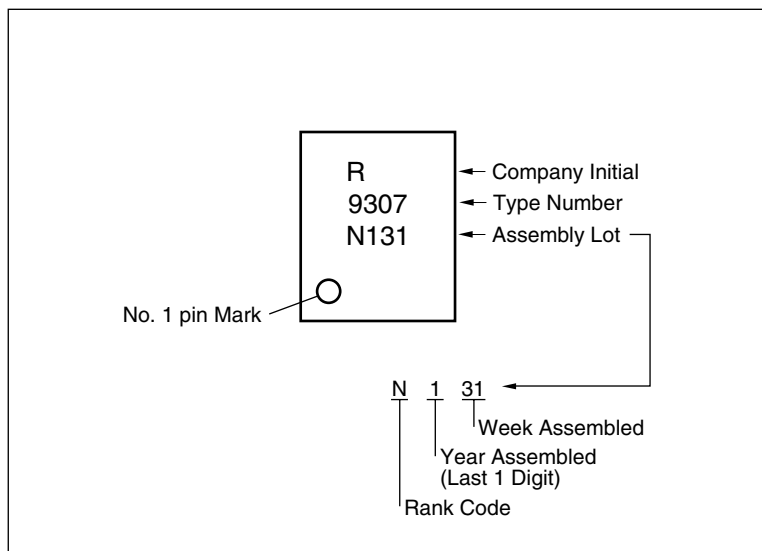 R
9307
N131
Company Initial
Type Number
Assembly Lot
No. 1 pin Mark
N 1 31
Week Assembled
Year Assembled
(Last 1 Digit)
Rank Code